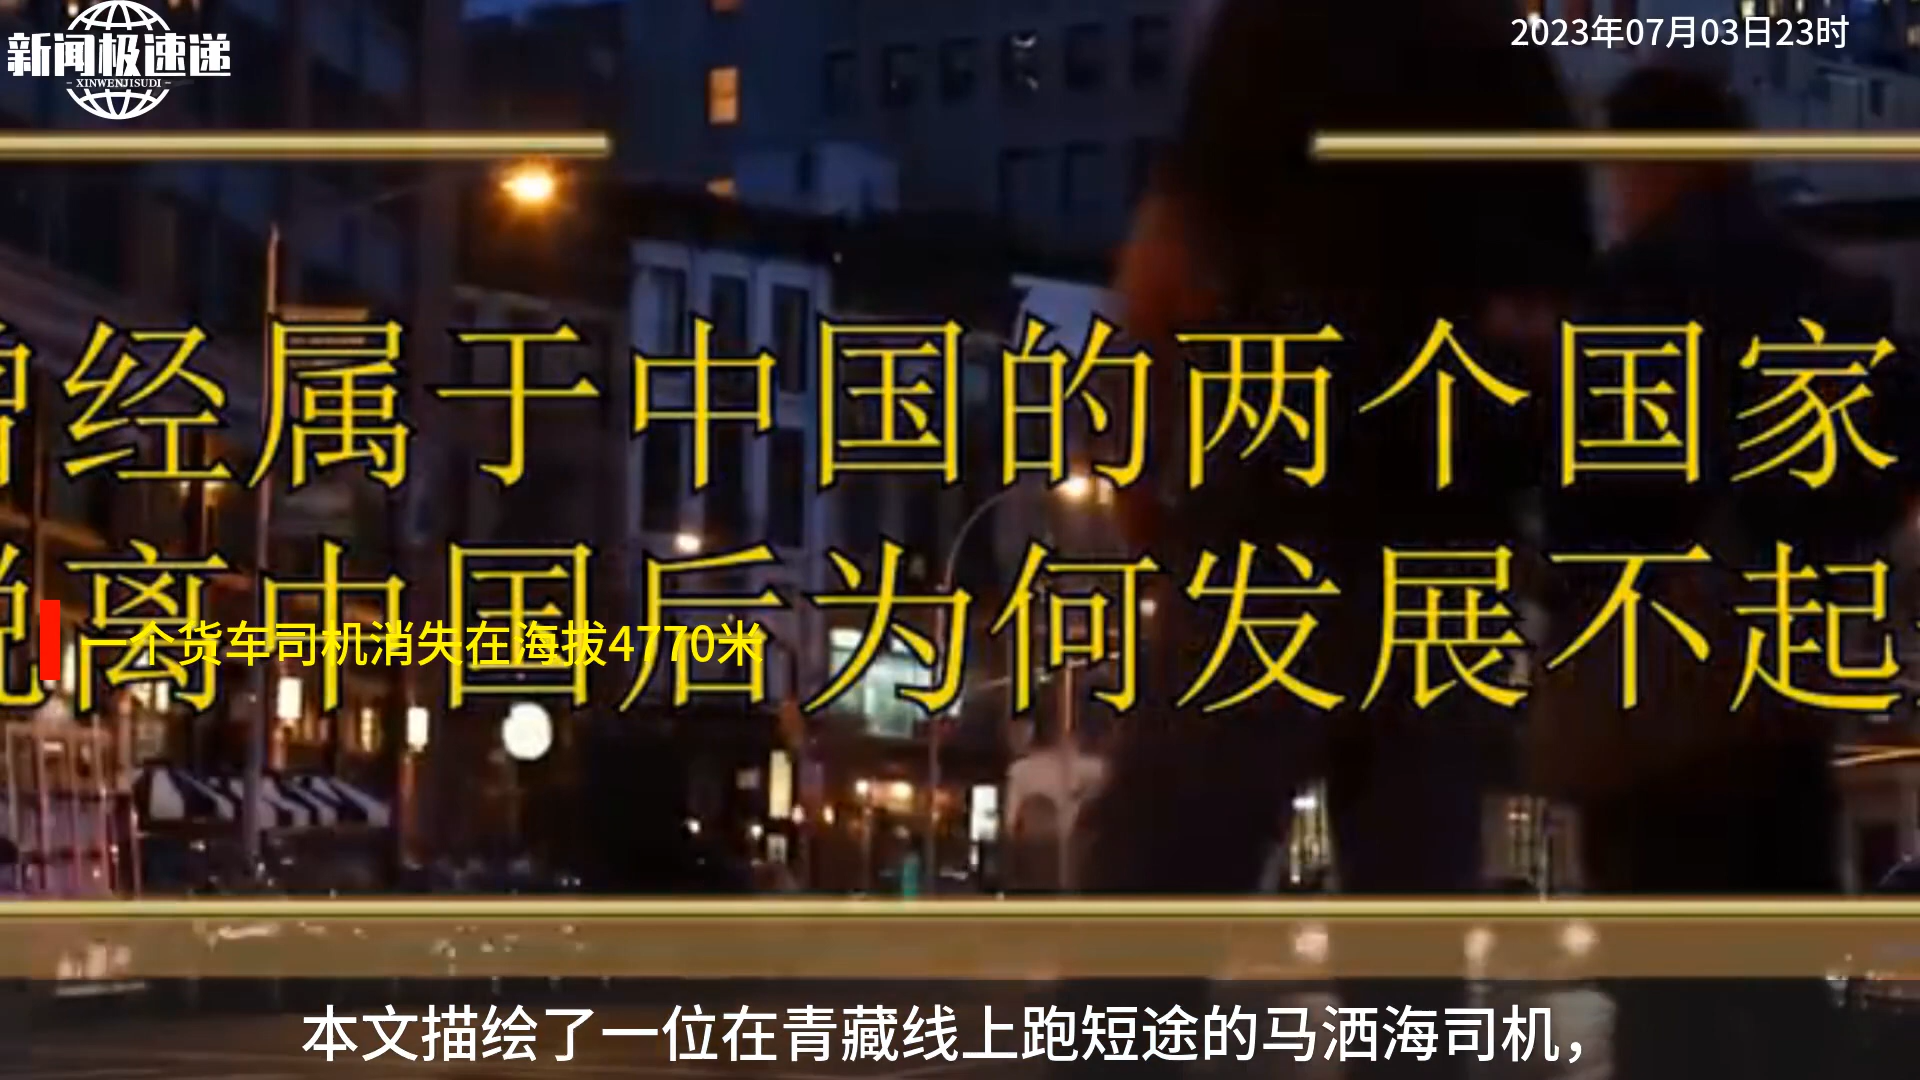 新闻极速递
XINWENJISUDI
2023年07月03日23时
曾经属于中国的两个国家
脱离中国后为何发展不起
一个货车司机消失在海拔4770米
本文描绘了一位在青藏线上跑短途的马洒海司机，